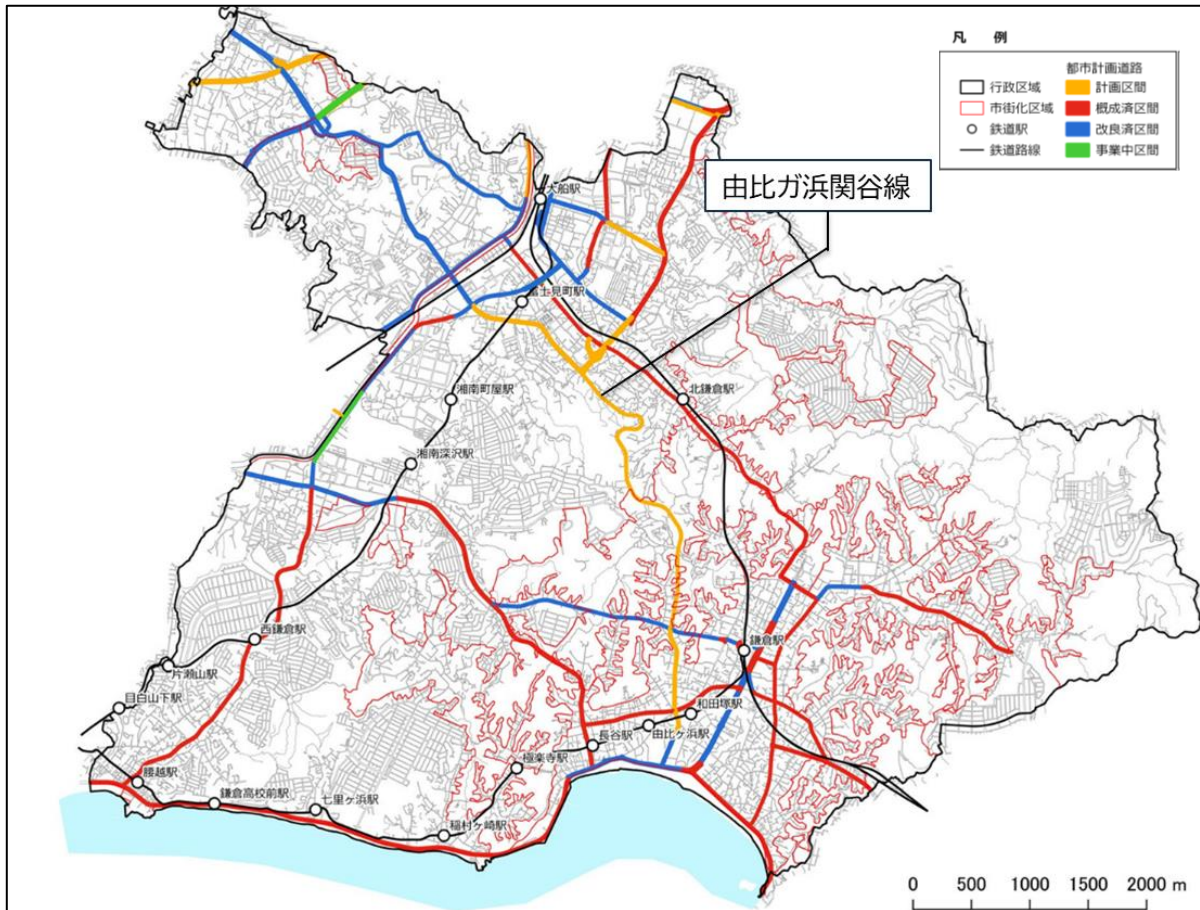 凡 例
都市計画道路
行政区域
計画区間
市街化区域
概成済区間
鉄道駅
改良済区間
鉄道路線
事業中区間
由比ガ浜関谷線
大船駅
富士見町駅
湘南町屋駅
北鎌倉駅
湘南深沢駅
西鎌倉駅
鎌倉駅
片瀬山駅
目白山下駅
和田塚駅
由比ヶ浜駅
長谷駅
極楽寺駅
腰越駅
鎌倉高校前駅
七里ヶ浜駅
稲村ヶ崎駅
0 500 1000 1500 2000 m